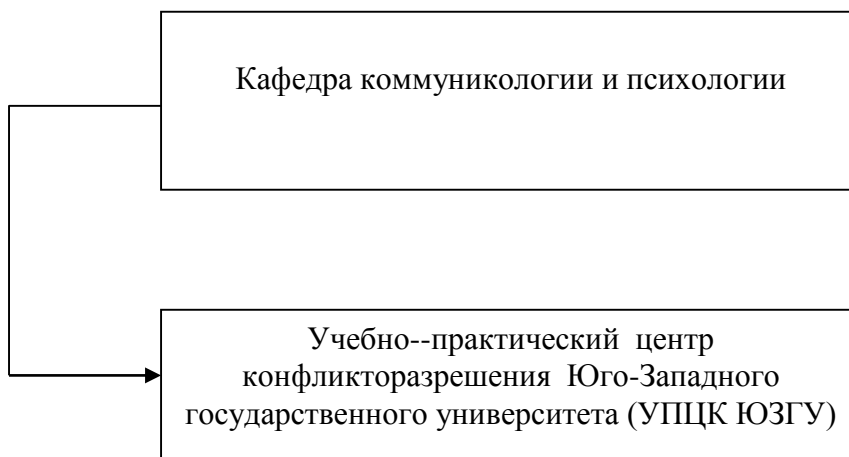 Кафедра коммуникологии и психологии
Учебно--практический центр
конфликторазрешения Юго-Западного
государственного университета (УПЦК ЮЗГУ)